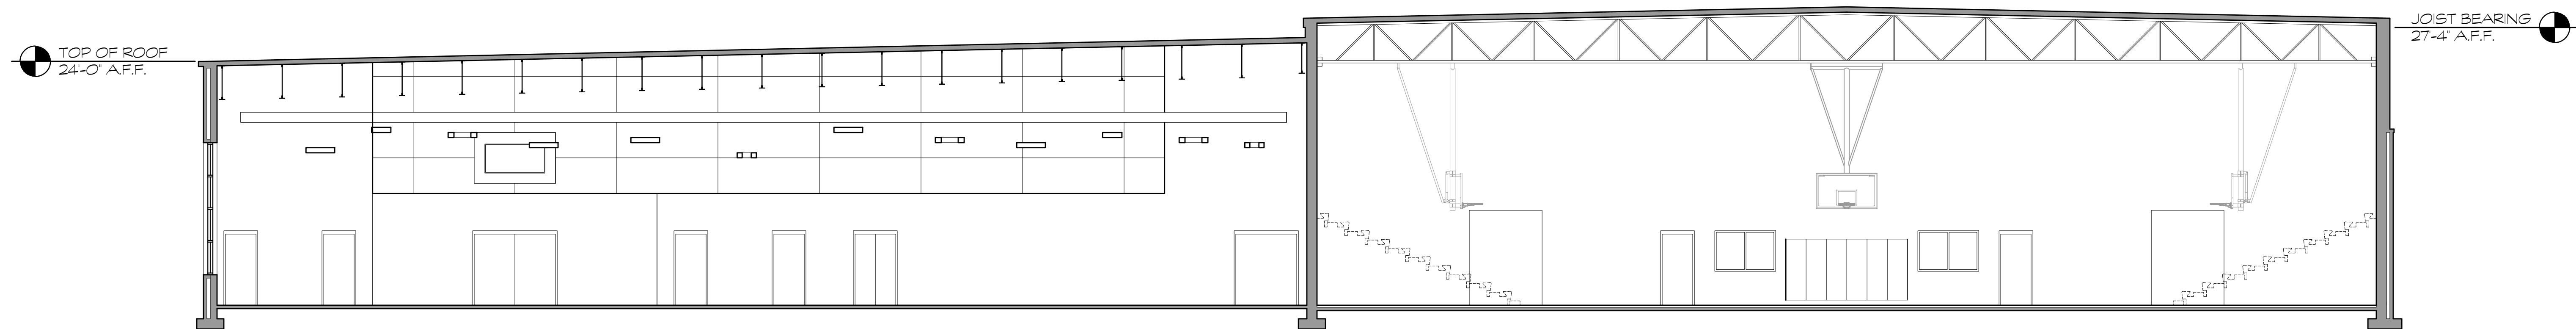 TOP OF ROOF
24'-0" A.F.F.
JOIST BEARING
27'-4" A.F.F.